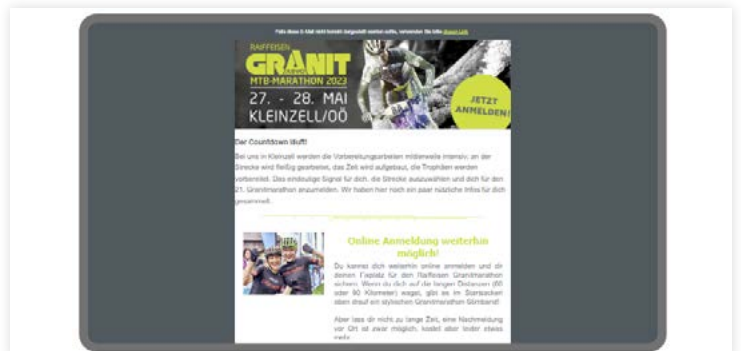 Falls diese E-Mail nicht korrekt dargestellt werden sollte, verwenden Sie bitte diesen Link
RAIFFEISEN
GRANIT
MTB-MARATHON 2023
27. - 28. MAI
KLEINZELL/OÖ
JETZT
ANMELDEN!
Der Countdown läuft!
Bei uns in Kleinzell werden die Vorbereitungsarbeiten mittlerweile intensiv: an der
Strecke wird fleißig gearbeitet, das Zelt wird aufgebaut, die Trophäen werden
vorbereitet. Das eindeutige Signal für dich, die Strecke auszuwählen und dich für den
21. Granitmarathon anzumelden. Wir haben hier noch ein paar nützliche Infos für dich
gesammelt.
Online Anmeldung weiterhin
möglich!
Du kannst dich weiterhin online anmelden und dir
deinen Fixplatz für den Raiffeisen Granitmarathon
sichern. Wenn du dich auf die langen Distanzen (60
oder 90 Kilometer) wagst, gibt es im Startsackerl
oben drauf ein stylisches Granitmarathon Stirnband!
Aber lass dir nicht zu lange Zeit, eine Nachmeldung
vor Ort ist zwar möglich, kostet aber leider etwas
mehr.